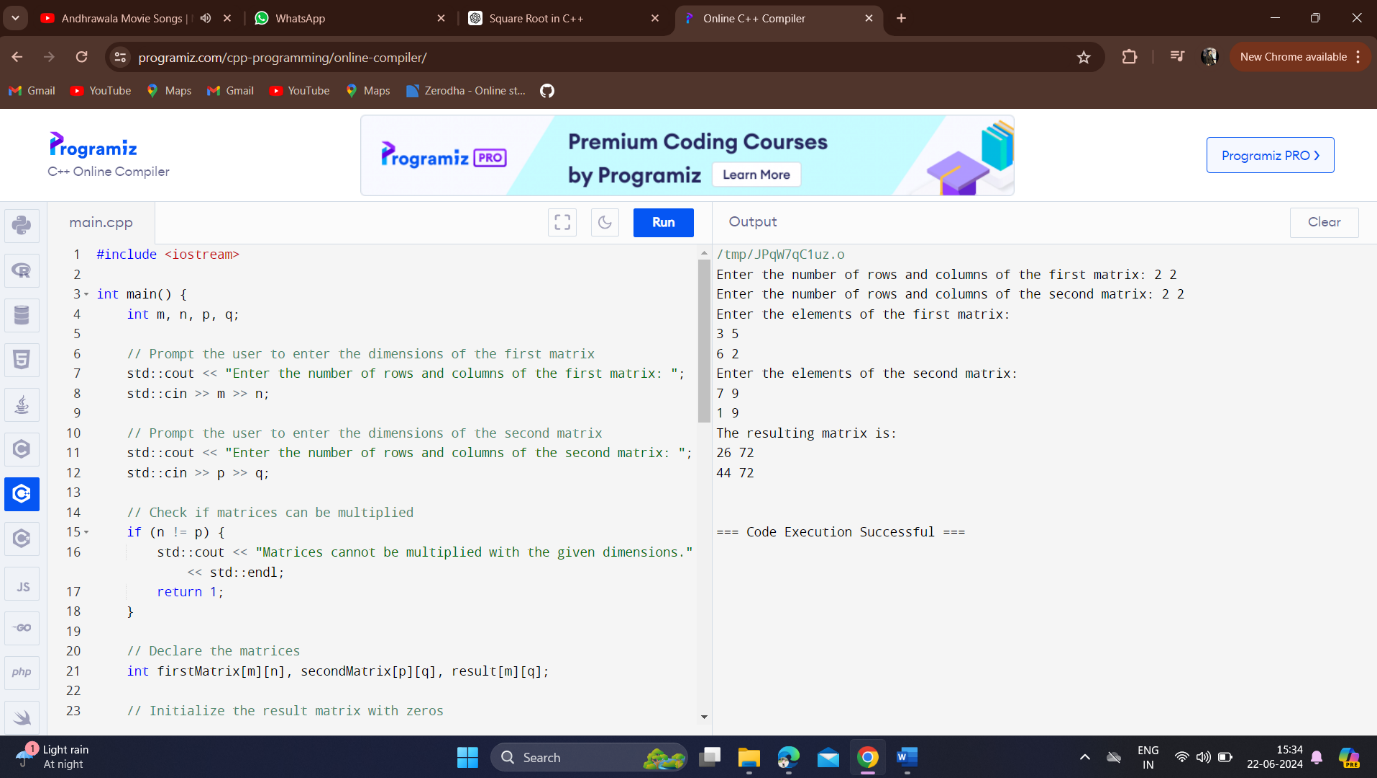 Andhrawala Movie Songs |
WhatsApp
Square Root in C++
Online C++ Compiler
programiz.com/cpp-programming/online-compiler/
New Chrome available
Gmail YouTube Maps Gmail YouTube Maps Zerodha - Online st...
Programiz
C++ Online Compiler
Programiz PRO
Premium Coding Courses
by Programiz Learn More
Programiz PRO
main.cpp
Run
Output
Clear
1 #include <iostream>
2
3 int main() {
4 int m, n, p, q;
5
6 // Prompt the user to enter the dimensions of the first matrix
7 std::cout << "Enter the number of rows and columns of the first matrix: ";
8 std::cin >> m >> n;
9
10 // Prompt the user to enter the dimensions of the second matrix
11 std::cout << "Enter the number of rows and columns of the second matrix: ";
12 std::cin >> p >> q;
13
14 // Check if matrices can be multiplied
15 if (n != p) {
16 std::cout << "Matrices cannot be multiplied with the given dimensions."
<< std::endl;
17 return 1;
18 }
19
20 // Declare the matrices
21 int firstMatrix[m][n], secondMatrix[p][q], result[m][q];
22
23 // Initialize the result matrix with zeros
/tmp/JPqW7qC1uz.o
Enter the number of rows and columns of the first matrix: 2 2
Enter the number of rows and columns of the second matrix: 2 2
Enter the elements of the first matrix:
3 5
6 2
Enter the elements of the second matrix:
7 9
1 9
The resulting matrix is:
26 72
44 72
=== Code Execution Successful ===
JS
GO
php
1
Light rain
At night
Search
ENG
IN
15:34
22-06-2024
PRE